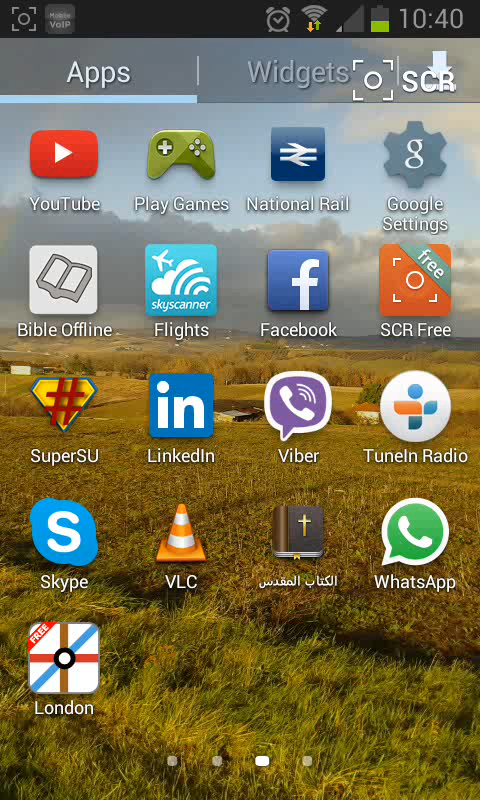 Mobile
VoIP
10:40
Apps
Widgets
SCR
YouTube
Play Games
National Rail
g
Google
Settings
skyscanner
f
free
Bible Offline
Flights
Facebook
SCR Free
#
in
SuperSU
LinkedIn
Viber
TuneIn Radio
S
Skype
VLC
الكتاب المقدس
WhatsApp
FREE
London